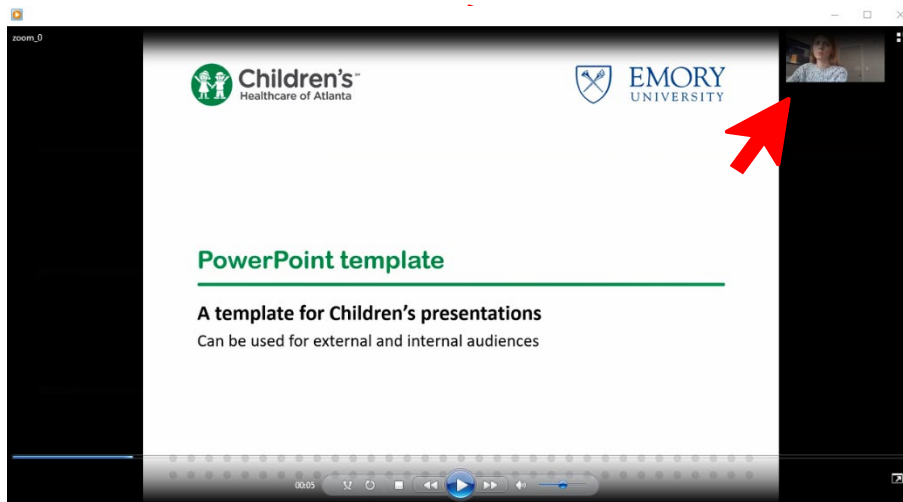 zoom_0
Children's
Healthcare of Atlanta
EMORY
UNIVERSITY
PowerPoint template
A template for Children's presentations
Can be used for external and internal audiences
00:05